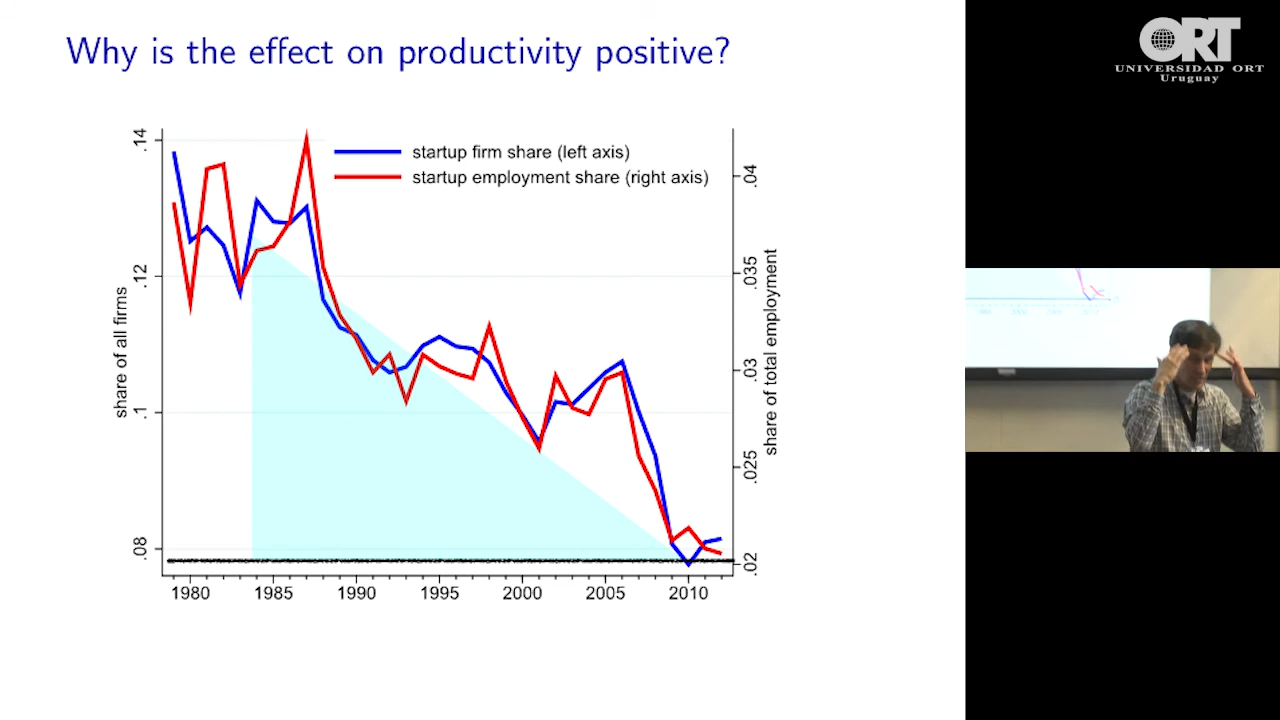 Why is the effect on productivity positive?
startup firm share (left axis)
startup employment share (right axis)
share of all firms
.14
.12
.1
.08
share of total employment
.04
.035
.03
.025
.02
1980 1985 1990 1995 2000 2005 2010
ORT
UNIVERSIDAD ORT
Uruguay